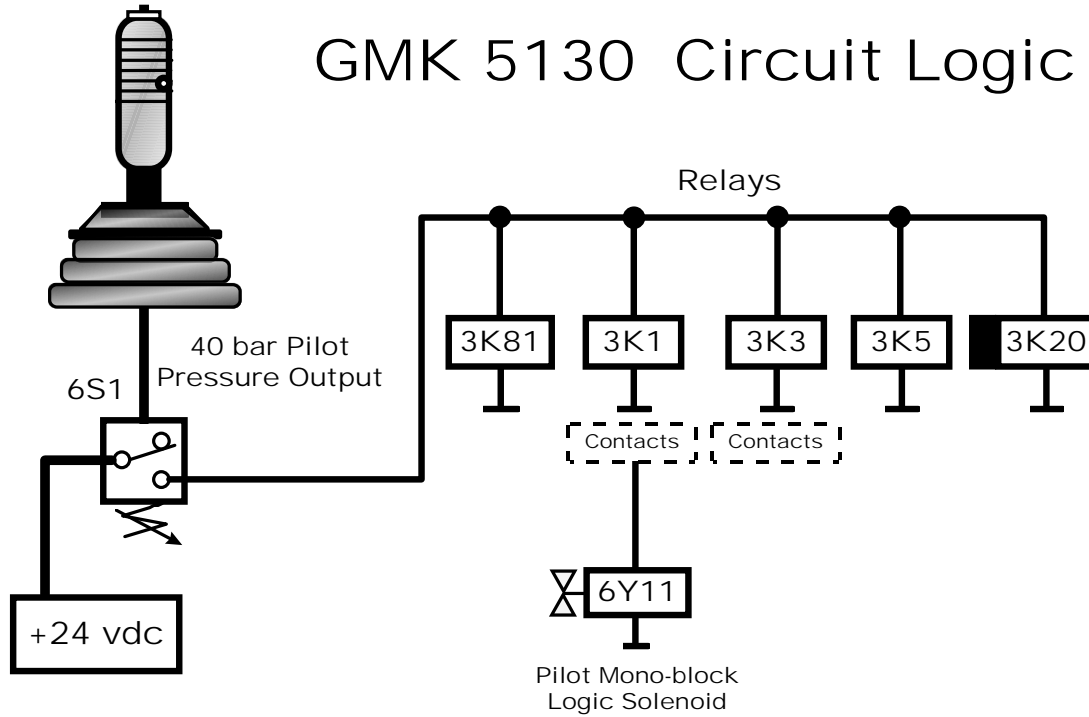 GMK 5130 Circuit Logic
Relays
3K81
3K1
3K3
3K5
3K20
40 bar Pilot
Pressure Output
6S1
Contacts
Contacts
6Y11
+24 vdc
Pilot Mono-block
Logic Solenoid